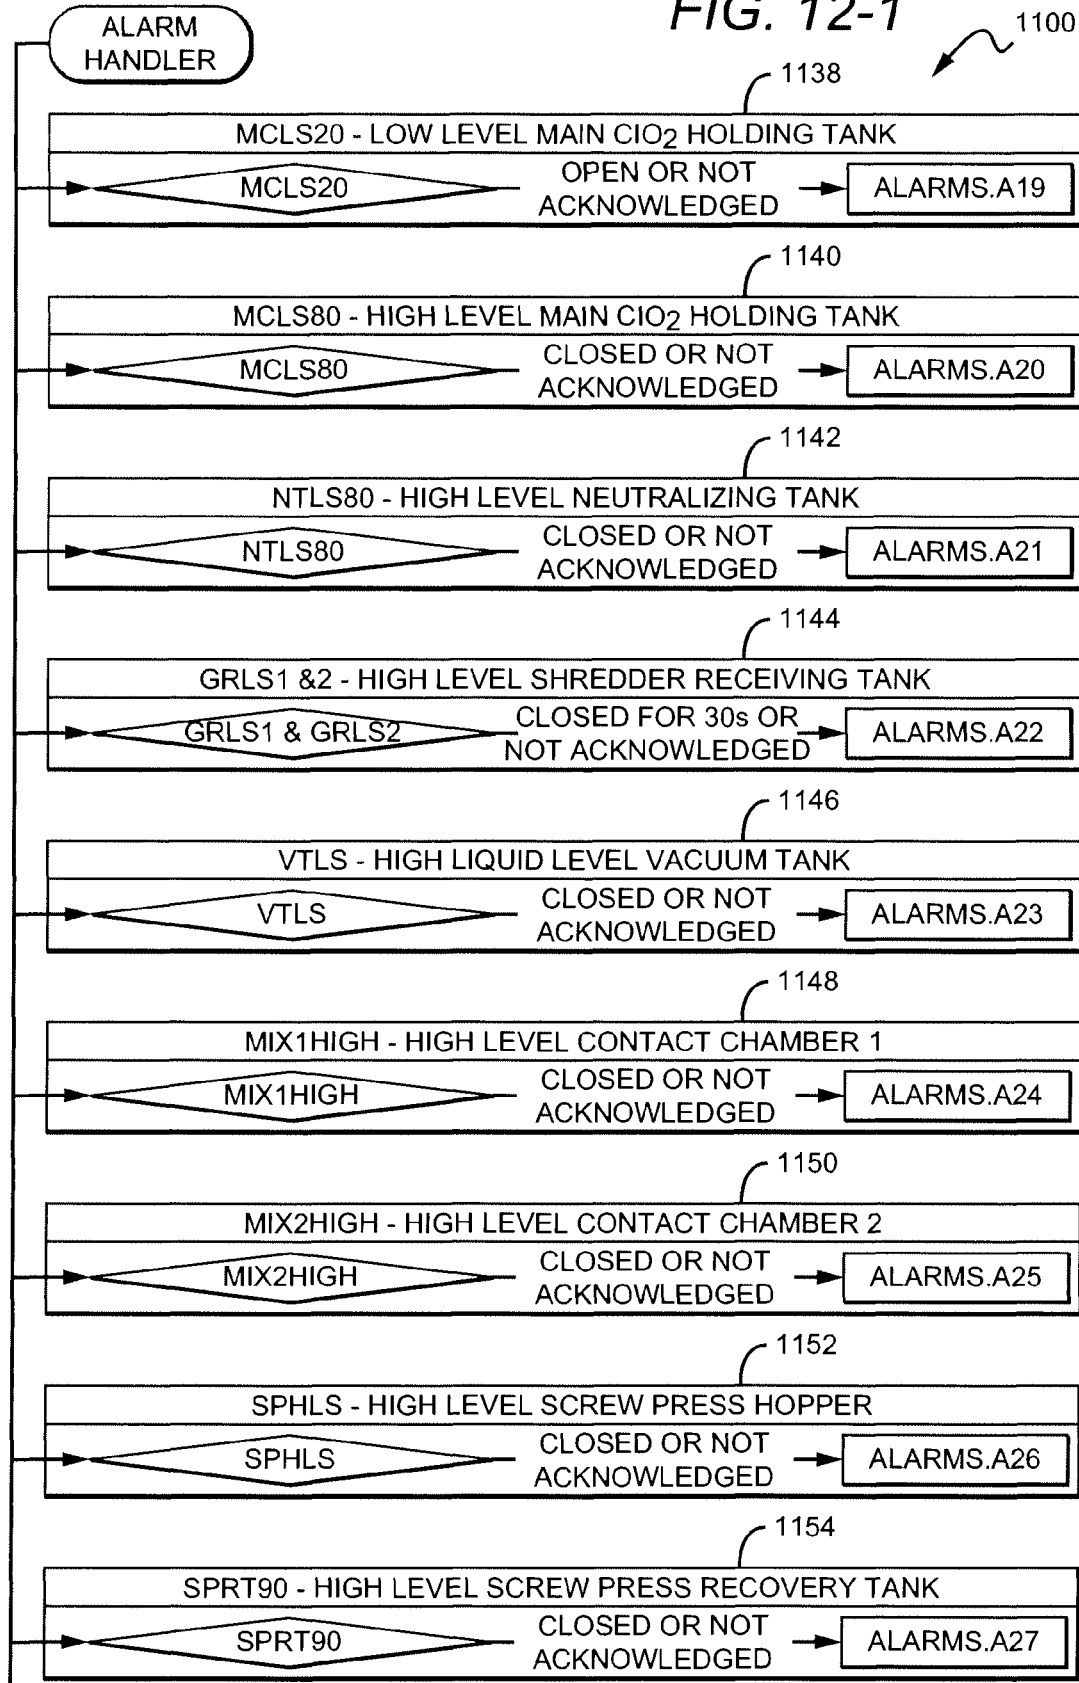 FIG. 12-1
1100
ALARM
HANDLER
1138
MCLS20 - LOW LEVEL MAIN ClO2 HOLDING TANK
MCLS20
OPEN OR NOT
ACKNOWLEDGED
ALARMS.A19
1140
MCLS80 - HIGH LEVEL MAIN ClO2 HOLDING TANK
MCLS80
CLOSED OR NOT
ACKNOWLEDGED
ALARMS.A20
1142
NTLS80 - HIGH LEVEL NEUTRALIZING TANK
NTLS80
CLOSED OR NOT
ACKNOWLEDGED
ALARMS.A21
1144
GRLS1 &2 - HIGH LEVEL SHREDDER RECEIVING TANK
GRLS1 & GRLS2
CLOSED FOR 30s OR
NOT ACKNOWLEDGED
ALARMS.A22
1146
VTLS - HIGH LIQUID LEVEL VACUUM TANK
VTLS
CLOSED OR NOT
ACKNOWLEDGED
ALARMS.A23
1148
MIX1HIGH - HIGH LEVEL CONTACT CHAMBER 1
MIX1HIGH
CLOSED OR NOT
ACKNOWLEDGED
ALARMS.A24
1150
MIX2HIGH - HIGH LEVEL CONTACT CHAMBER 2
MIX2HIGH
CLOSED OR NOT
ACKNOWLEDGED
ALARMS.A25
1152
SPHLS - HIGH LEVEL SCREW PRESS HOPPER
SPHLS
CLOSED OR NOT
ACKNOWLEDGED
ALARMS.A26
1154
SPRT90 - HIGH LEVEL SCREW PRESS RECOVERY TANK
SPRT90
CLOSED OR NOT
ACKNOWLEDGED
ALARMS.A27